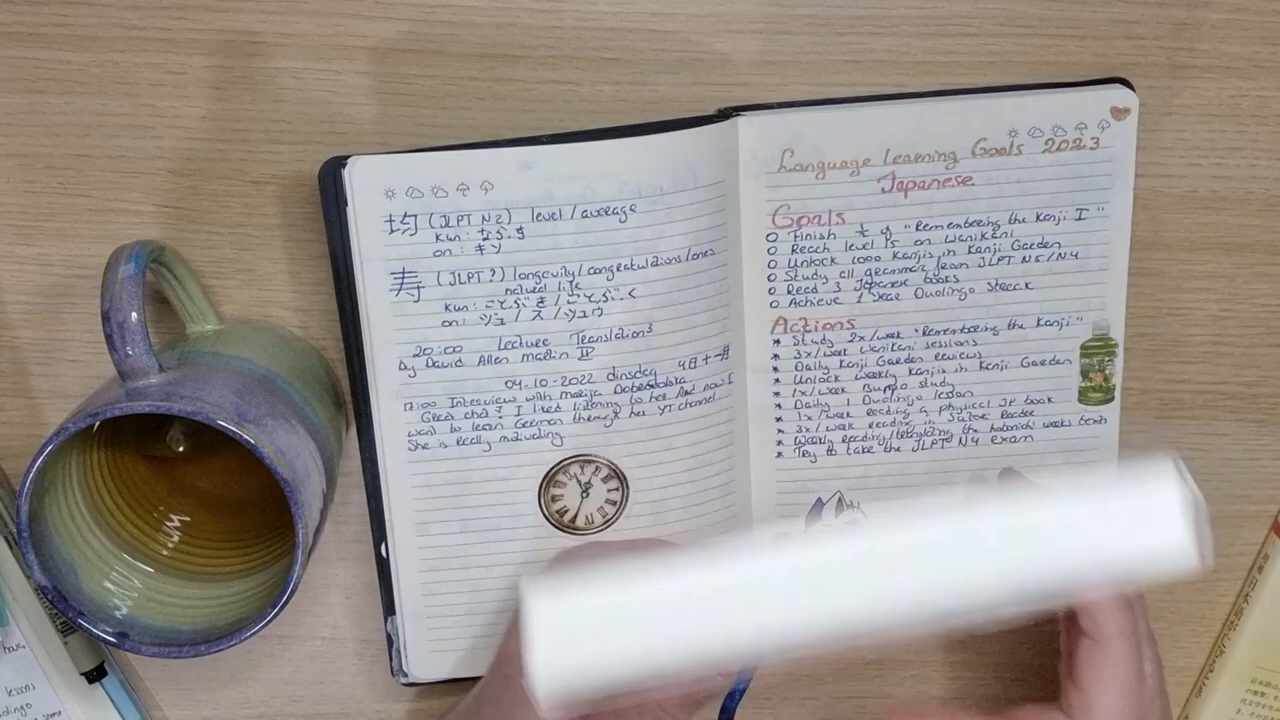 均 (JLPT N2) level / average
kun: なら.す
on: キン
寿 (JLPT ?) longevity / congratulations / ones
natural life
kun: ことぶき / ことぶ.く
on: ジュ / ス / シュウ
20:00 Lecture Translations
by David Allen Martin II
04-10-2022 dinsdag
17:00 Interview with Marija
Great chat! I liked listening to her. And now I
want to learn German through her YT channel
She is really motivating
Language learning Goals 2023
Japanese
Goals
O Finish ½ of "Remembering the Kanji I"
O Reach level 15 on Wanikani
O Unlock 1000 Kanjis in Kanji Garden
O Study all grammar from JLPT N5/N4
O Read 3 Japanese books
O Achieve 1 year Duolingo streak
Actions
* Study 2x/week "Remembering the Kanji"
* 3x/week Wanikani sessions
* Daily Kanji Garden reviews
* Unlock weekly kanjis in Kanji Garden
* 1x/week Bunpo study
* Daily 1 Duolingo lesson
* 1x/week reading a physical JP book
* 3x/week reading in Satori Reader
* Weekly reading/translating the hobonichi weeks texts
* Try to take the JLPT N4 exam
lessons